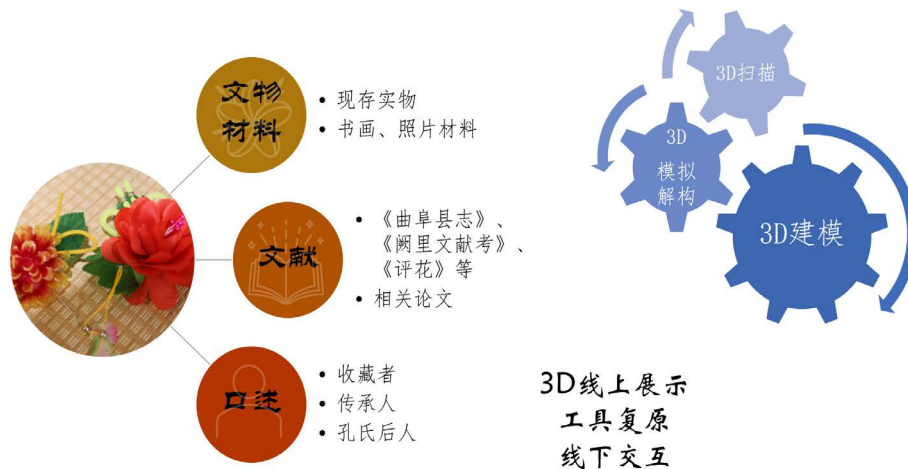 文物
材料
• 现存实物
• 书画、照片材料
文献
• 《曲阜县志》、
《阙里文献考》、
《评花》等
• 相关论文
口述
• 收藏者
• 传承人
• 孔氏后人
3D扫描
3D
模拟
解构
3D建模
3D线上展示
工具复原
线下交互